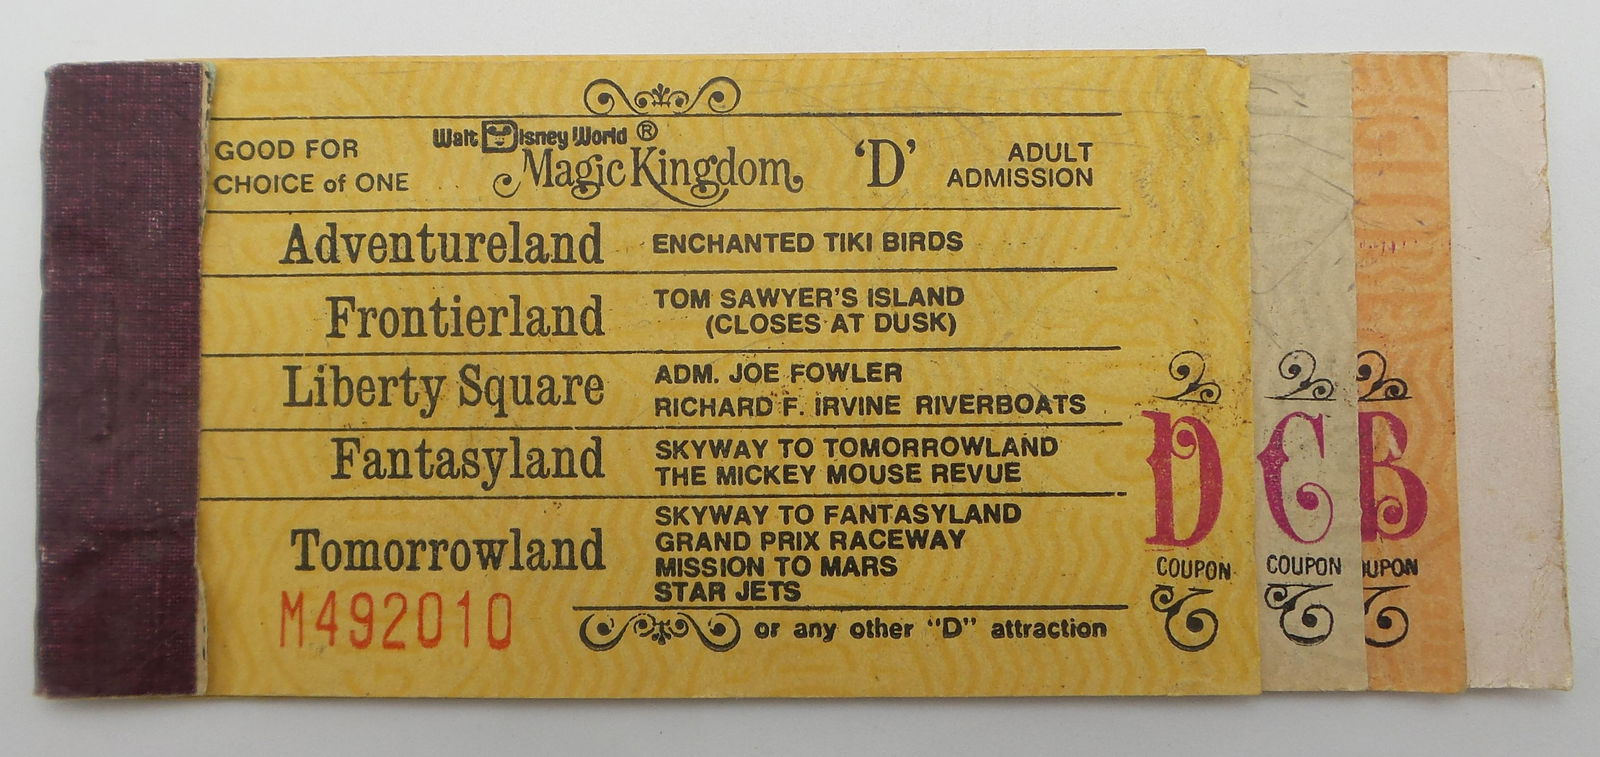 GOOD FOR
CHOICE of ONE
Walt Disney World ®
Magic Kingdom
'D'
ADULT
ADMISSION
Adventureland ENCHANTED TIKI BIRDS
Frontierland TOM SAWYER'S ISLAND
(CLOSES AT DUSK)
Liberty Square ADM. JOE FOWLER
RICHARD F. IRVINE RIVERBOATS
Fantasyland SKYWAY TO TOMORROWLAND
THE MICKEY MOUSE REVUE
Tomorrowland SKYWAY TO FANTASYLAND
GRAND PRIX RACEWAY
MISSION TO MARS
STAR JETS
M492010
or any other "D" attraction
D
COUPON
C
COUPON
B
OUPON